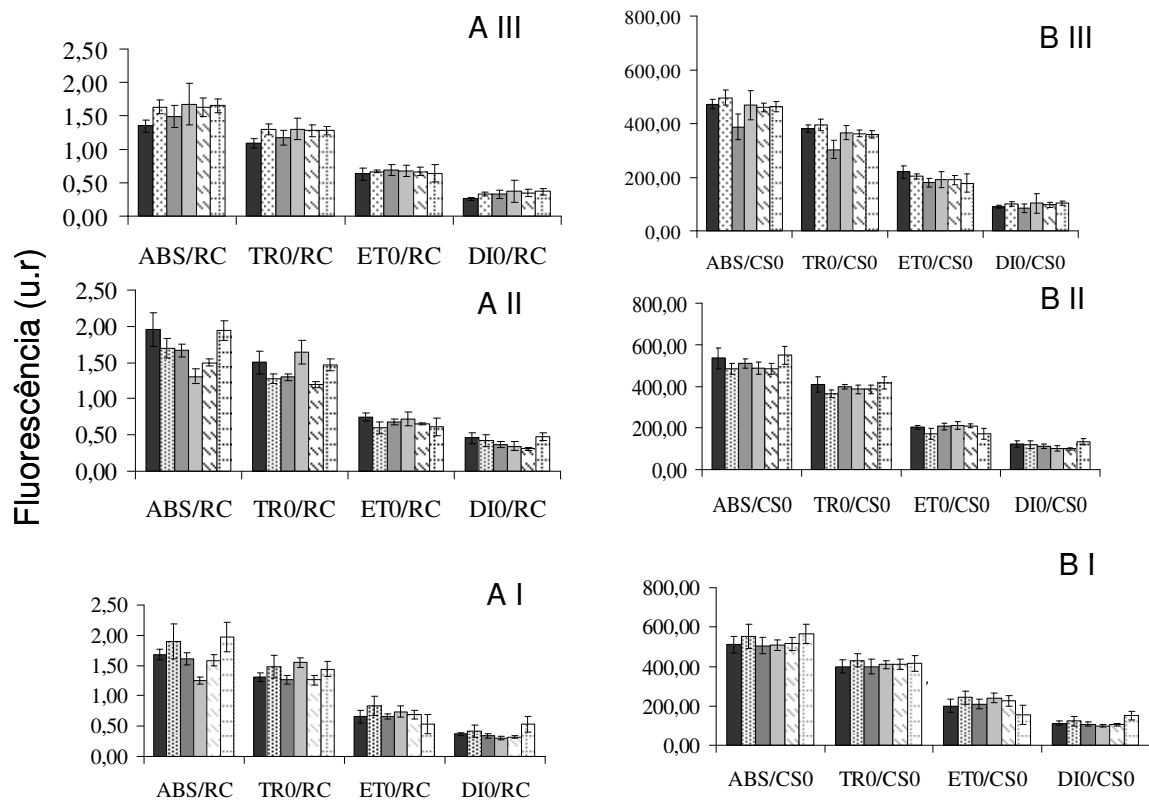 Fluorescência (u.r)
A III
2,50
2,00
1,50
1,00
0,50
0,00
ABS/RC TR0/RC ET0/RC DI0/RC
B III
800,00
600,00
400,00
200,00
0,00
ABS/CS0 TR0/CS0 ET0/CS0 DI0/CS0
A II
2,50
2,00
1,50
1,00
0,50
0,00
ABS/RC TR0/RC ET0/RC DI0/RC
B II
800,00
600,00
400,00
200,00
0,00
ABS/CS0 TR0/CS0 ET0/CS0 DI0/CS0
A I
2,50
2,00
1,50
1,00
0,50
0,00
ABS/RC TR0/RC ET0/RC DI0/RC
B I
800,00
600,00
400,00
200,00
0,00
ABS/CS0 TR0/CS0 ET0/CS0 DI0/CS0